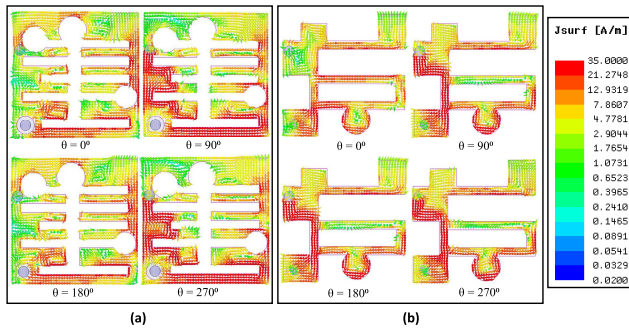 θ = 0º
θ = 90º
θ = 180º
θ = 270º
(a)
θ = 0º
θ = 90º
θ = 180º
θ = 270º
(b)
Jsurf [A/m]
35.0000
21.2748
12.9319
7.8607
4.7781
2.9044
1.7654
1.0731
0.6523
0.3965
0.2410
0.1465
0.0891
0.0541
0.0329
0.0200